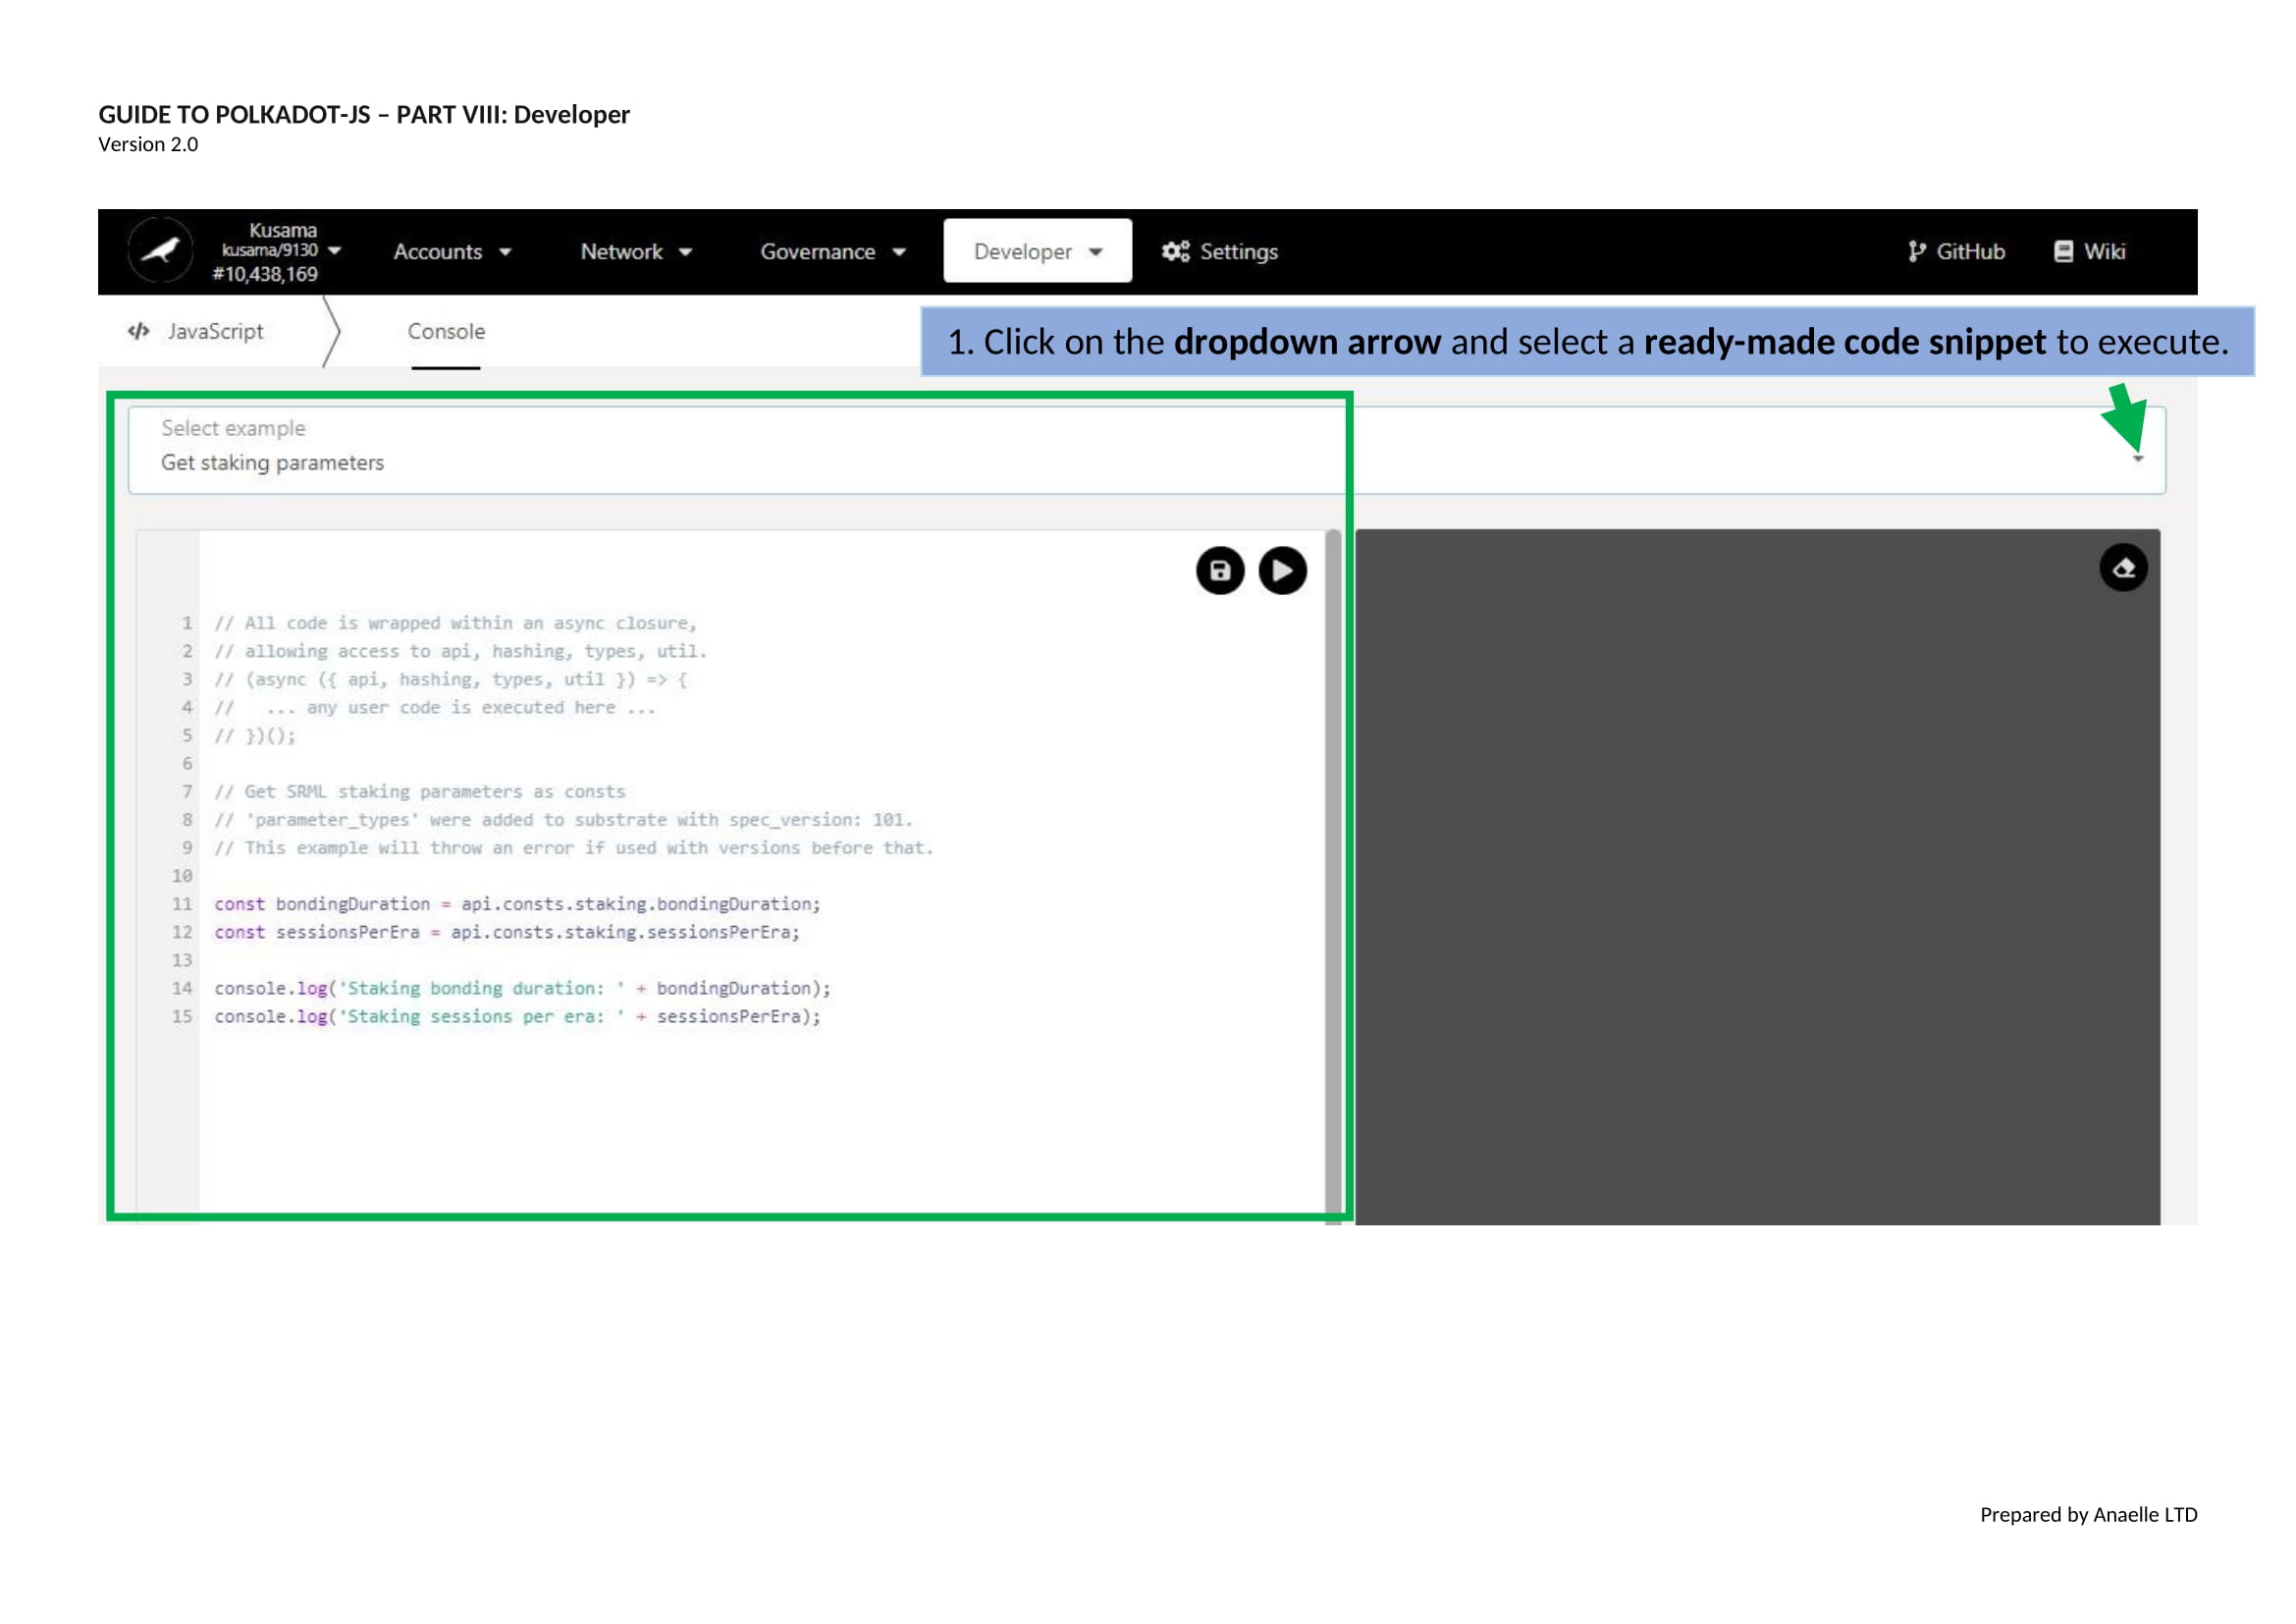 GUIDE TO POLKADOT-JS – PART VIII: Developer
Version 2.0
Kusama
kusama/9130
#10,438,169
Accounts
Network
Governance
Developer
Settings
GitHub
Wiki
JavaScript
Console
1. Click on the dropdown arrow and select a ready-made code snippet to execute.
Select example
Get staking parameters
1 // All code is wrapped within an async closure,
2 // allowing access to api, hashing, types, util.
3 // (async ({ api, hashing, types, util }) => {
4 //   ... any user code is executed here ...
5 // })();
6
7 // Get SRML staking parameters as consts
8 // 'parameter_types' were added to substrate with spec_version: 101.
9 // This example will throw an error if used with versions before that.
10
11 const bondingDuration = api.consts.staking.bondingDuration;
12 const sessionsPerEra = api.consts.staking.sessionsPerEra;
13
14 console.log('Staking bonding duration: ' + bondingDuration);
15 console.log('Staking sessions per era: ' + sessionsPerEra);
Prepared by Anaelle LTD